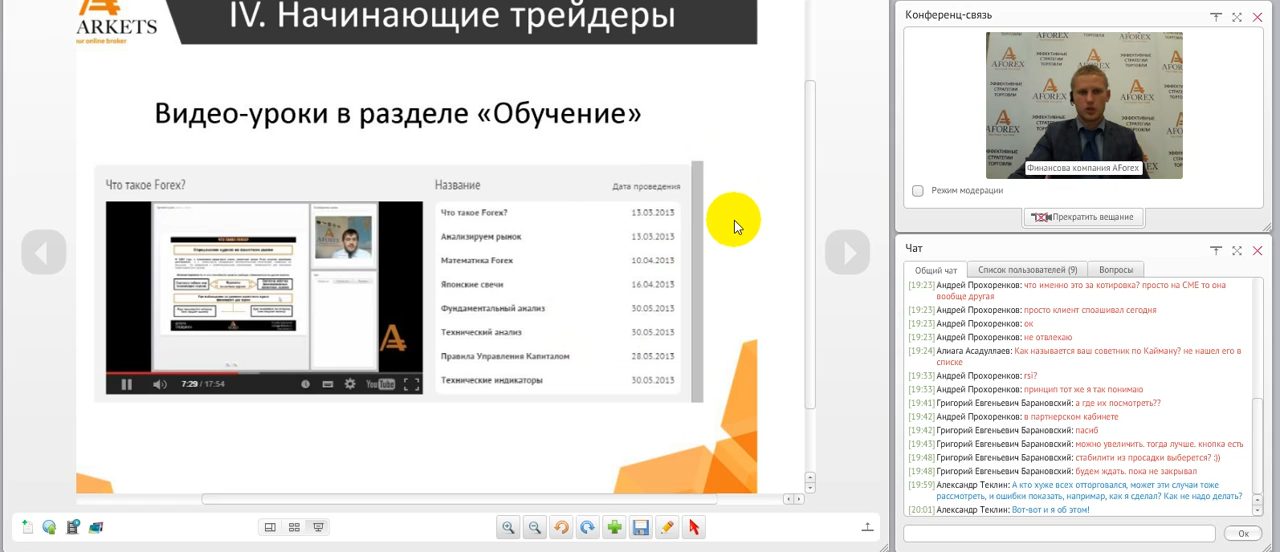 ARKETS
our online broker
IV. Начинающие трейдеры
Видео-уроки в разделе «Обучение»
Что такое Forex?
Название
Дата проведения
Что такое Forex?
13.03.2013
Анализируем рынок
13.03.2013
Математика Forex
10.04.2013
Японские свечи
16.04.2013
Фундаментальный анализ
30.05.2013
Технический анализ
30.05.2013
Правила Управления Капиталом
28.05.2013
Технические индикаторы
30.05.2013
7:29 / 17:54
YouTube
Конференц-связь
AFOREX
ЭФФЕКТИВНЫЕ СТРАТЕГИИ ТОРГОВЛИ
Финансова компания AForex
Режим модерации
Прекратить вещание
Чат
Общий чат
Список пользователей (9)
Вопросы
[19:23] Андрей Прохоренков: что именно это за котировка? просто на СМЕ то она
вообще другая
[19:23] Андрей Прохоренков: просто клиент споашивал сегодня
[19:23] Андрей Прохоренков: ок
[19:23] Андрей Прохоренков: не отвлекаю
[19:24] Алиага Асадуллаев: Как называется ваш советник по Кайману? не нашел его в
списке
[19:33] Андрей Прохоренков: rsi?
[19:33] Андрей Прохоренков: принцип тот же я так понимаю
[19:41] Григорий Евгеньевич Барановский: а где их посмотреть??
[19:42] Андрей Прохоренков: в партнерском кабинете
[19:42] Григорий Евгеньевич Барановский: пасиб
[19:43] Григорий Евгеньевич Барановский: можно увеличить. тогда лучше. кнопка есть
[19:48] Григорий Евгеньевич Барановский: стабилити из просадки выберется? :))
[19:48] Григорий Евгеньевич Барановский: будем ждать. пока не закрывал
[19:59] Александр Теклин: А кто хуже всех отторговался, может эти случаи тоже
рассмотреть, и ошибки показать, напримар, как я сделал? Как не надо делать?
[20:01] Александр Теклин: Вот-вот и я об этом!
Ок